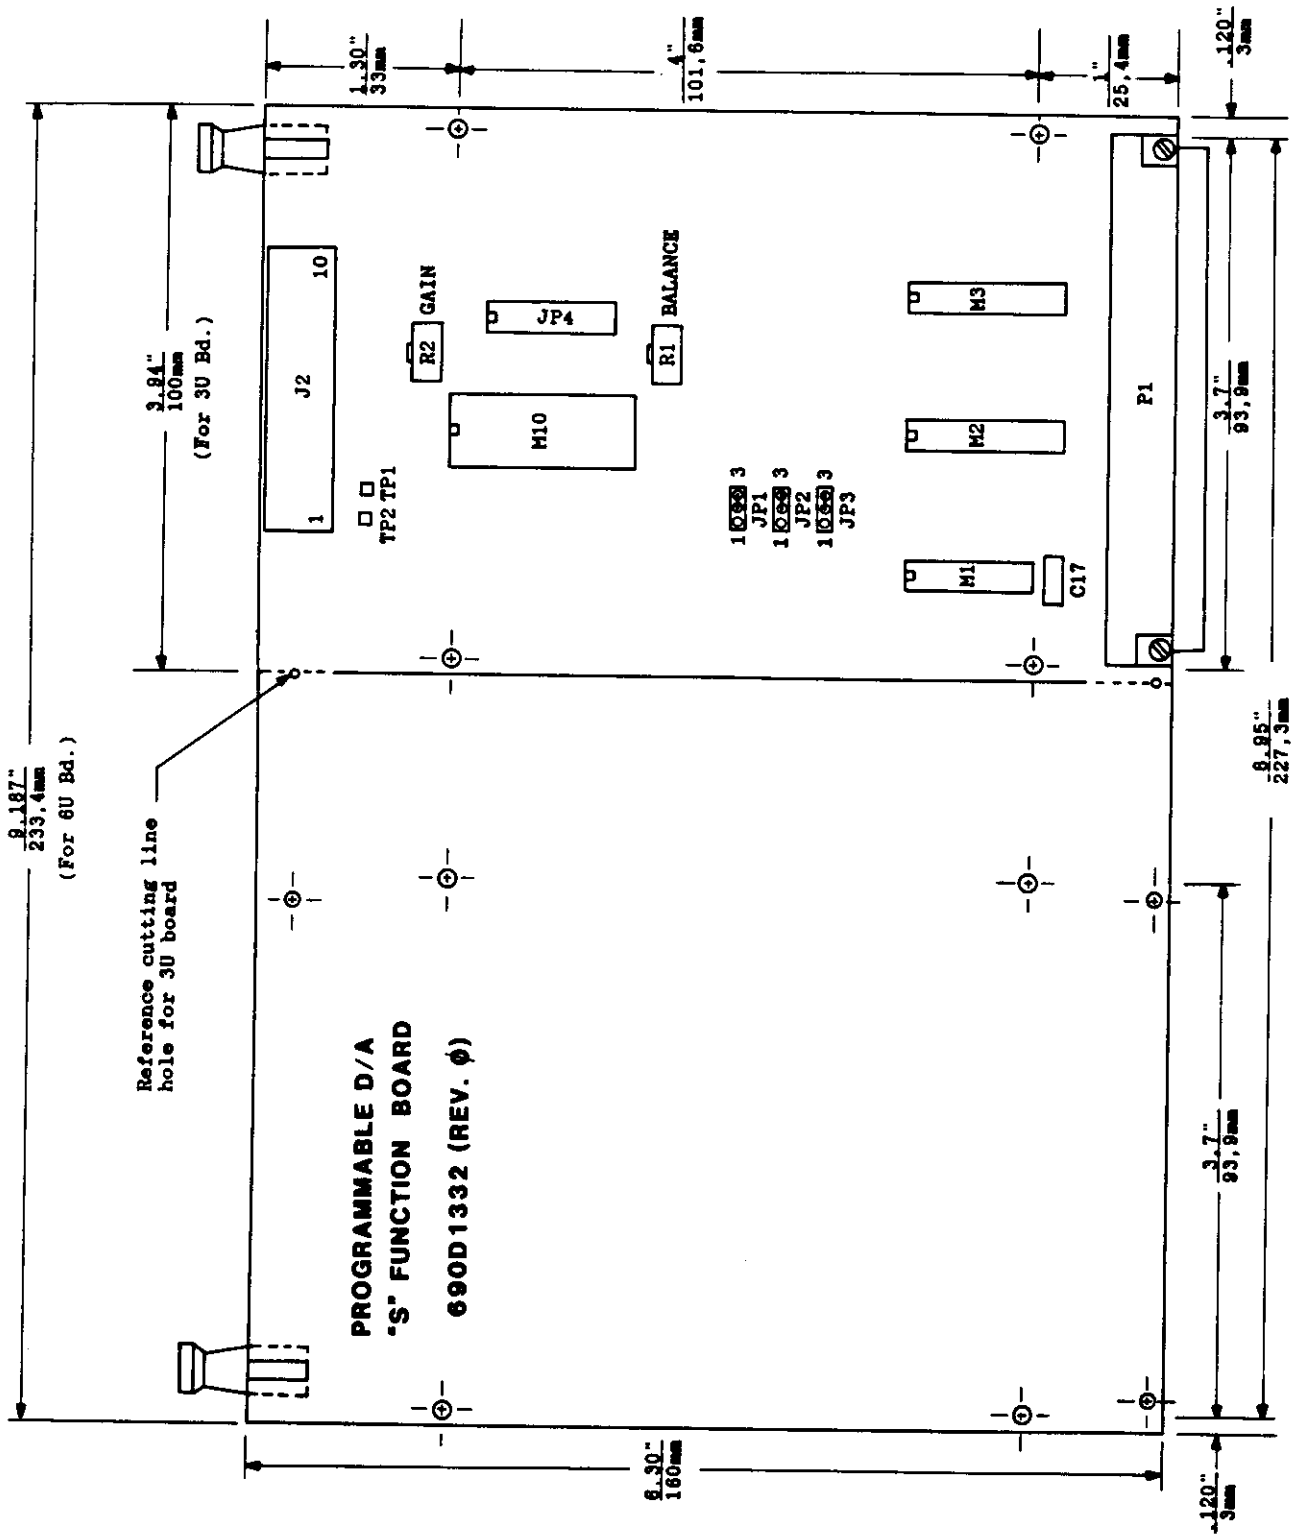 9.187"
233,4mm
(For 6U Bd.)
3.94"
100mm
(For 3U Bd.)
Reference cutting line
hole for 3U board
1.30"
33mm
4"
101,6mm
1"
25,4mm
.120"
3mm
J2
1
10
TP2 TP1
R2
GAIN
JP4
M10
R1
BALANCE
1 3
JP1
1 3
JP2
1 3
JP3
M1
M2
M3
C17
P1
PROGRAMMABLE D/A
"S" FUNCTION BOARD
690D1332 (REV. Ø)
6.30"
160mm
3.7"
93,9mm
3.7"
93,9mm
8.95"
227,3mm
.120"
3mm